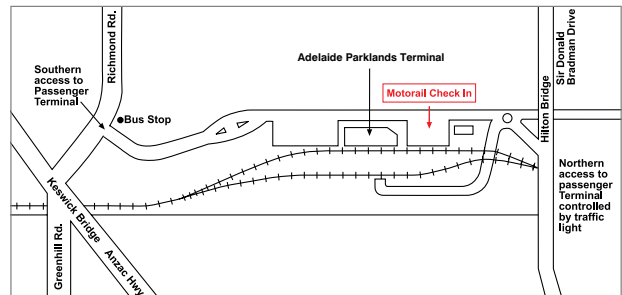 Richmond Rd.
Southern
access to
Passenger
Terminal
Bus Stop
Adelaide Parklands Terminal
Motorail Check In
Sir Donald
Bradman Drive
Hilton Bridge
Northern
access to
passenger
Terminal
controlled
by traffic
light
Keswick Bridge
Anzac Hwy.
Greenhill Rd.